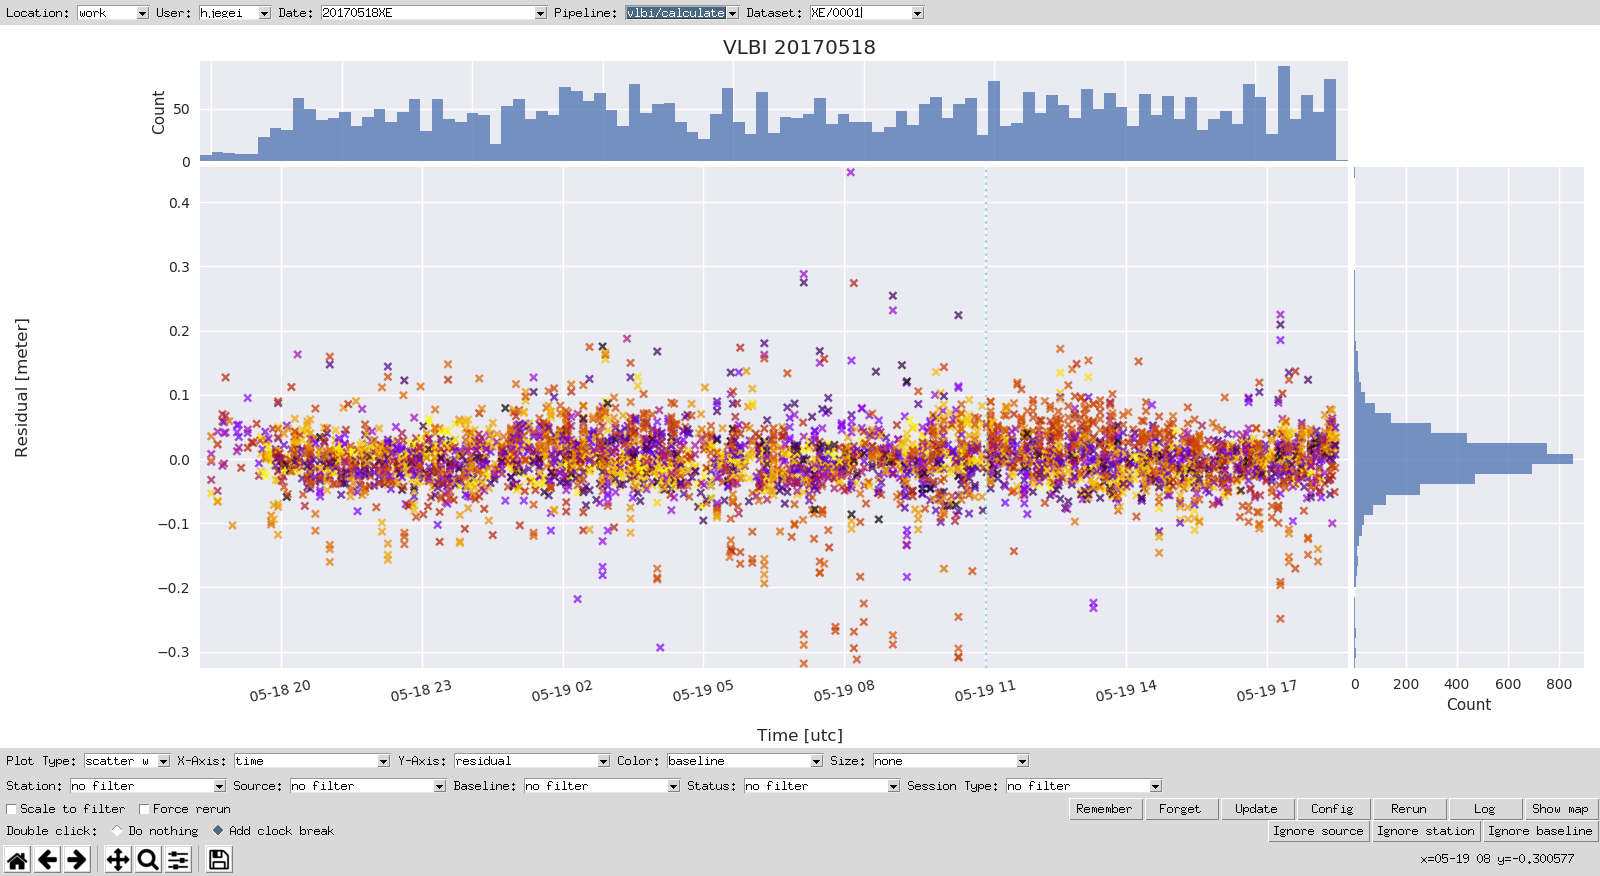 Location: work User: hjegei Date: 20170518XE Pipeline: vlbi/calculate Dataset: XE/0001
VLBI 20170518
Count
50
0
Residual [meter]
0.4
0.3
0.2
0.1
0.0
−0.1
−0.2
−0.3
05-18 20 05-18 23 05-19 02 05-19 05 05-19 08 05-19 11 05-19 14 05-19 17
0 200 400 600 800
Count
Time [utc]
Plot Type: scatter w X-Axis: time Y-Axis: residual Color: baseline Size: none
Station: no filter Source: no filter Baseline: no filter Status: no filter Session Type: no filter
Scale to filter Force rerun Remember Forget Update Config Rerun Log Show map
Double click: Do nothing Add clock break Ignore source Ignore station Ignore baseline
x=05-19 08 y=-0.300577